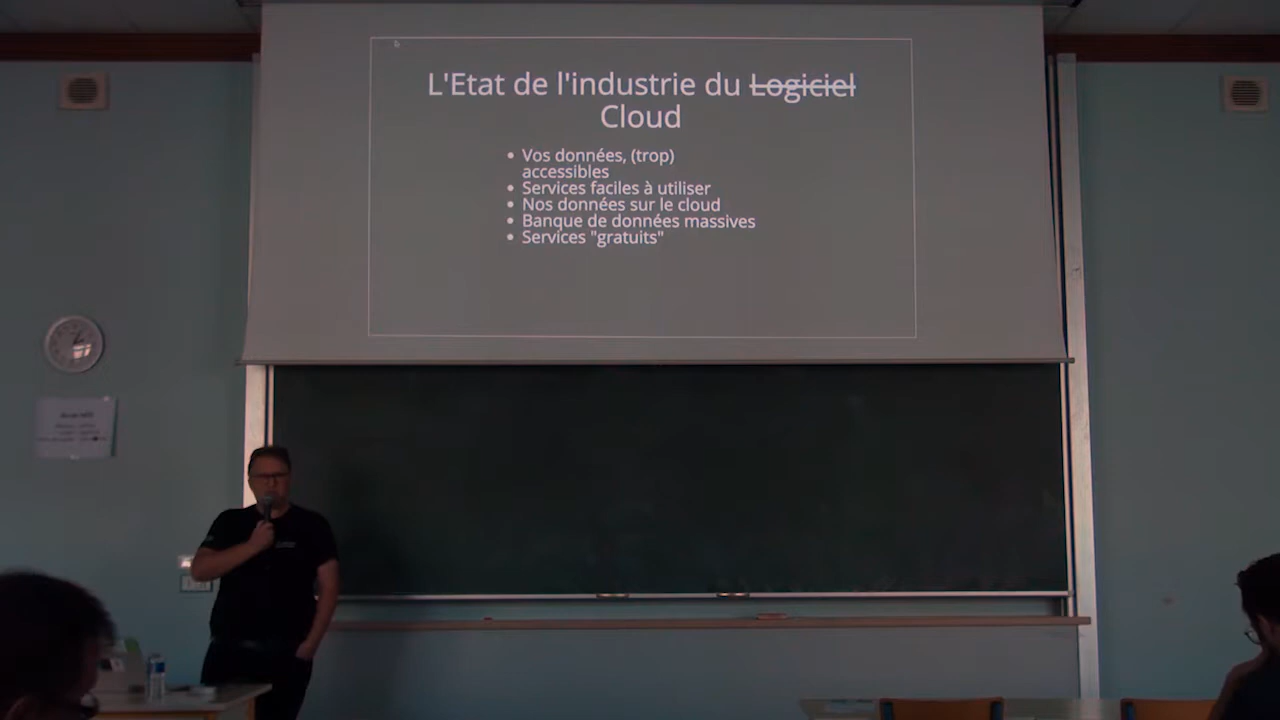 L'Etat de l'industrie du Logiciel
Cloud
• Vos données, (trop)
accessibles
• Services faciles à utiliser
• Nos données sur le cloud
• Banque de données massives
• Services "gratuits"